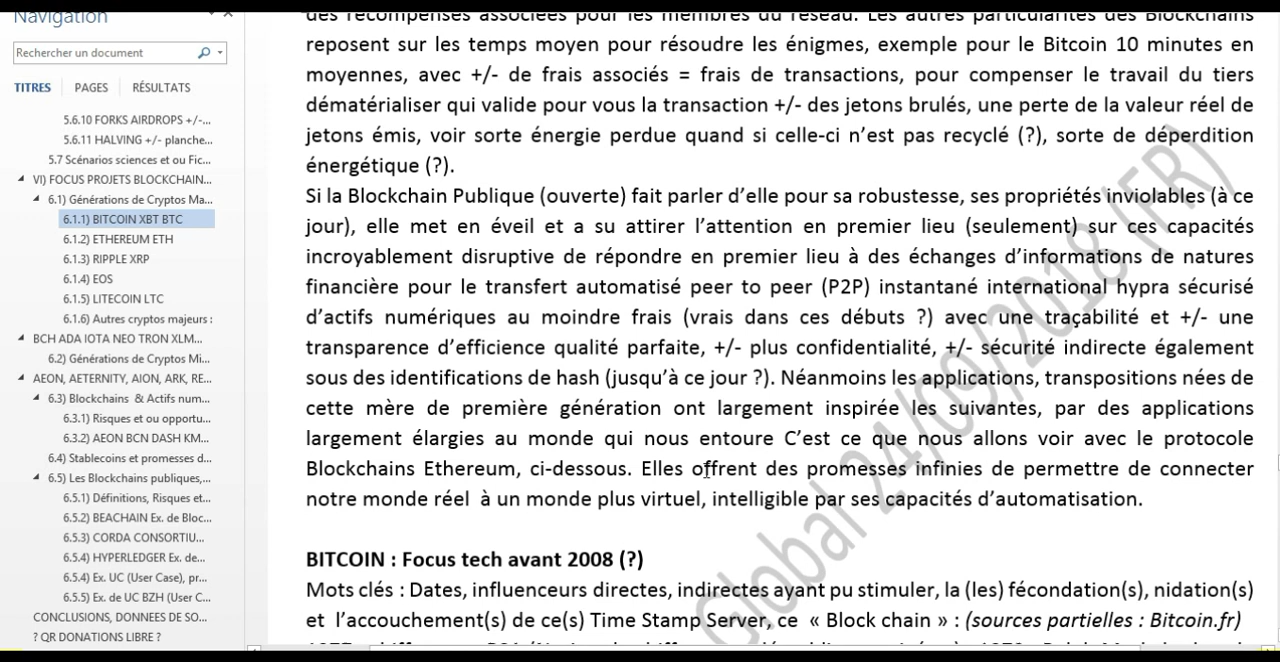 Navigation
Rechercher un document
TITRES PAGES RÉSULTATS
5.6.10 FORKS AIRDROPS +/-...
5.6.11 HALVING +/- planche...
5.7 Scénarios sciences et ou Fic...
VI) FOCUS PROJETS BLOCKCHAIN...
6.1) Générations de Cryptos Ma...
6.1.1) BITCOIN XBT BTC
6.1.2) ETHEREUM ETH
6.1.3) RIPPLE XRP
6.1.4) EOS
6.1.5) LITECOIN LTC
6.1.6) Autres cryptos majeurs :
BCH ADA IOTA NEO TRON XLM...
6.2) Générations de Cryptos Mi...
AEON, AETERNITY, AION, ARK, RE...
6.3) Blockchains & Actifs num...
6.3.1) Risques et ou opportu...
6.3.2) AEON BCN DASH KM...
6.4) Stablecoins et promesses d...
6.5) Les Blockchains publiques,...
6.5.1) Définitions, Risques et...
6.5.2) BEACHAIN Ex. de Bloc...
6.5.3) CORDA CONSORTIU...
6.5.4) HYPERLEDGER Ex. de...
6.5.4) Ex. UC (User Case), pr...
6.5.5) Ex. de UC BZH (User C...
CONCLUSIONS, DONNEES DE SO...
? QR DONATIONS LIBRE ?
des récompenses associées pour les membres du réseau. Les autres particularités des Blockchains
reposent sur les temps moyen pour résoudre les énigmes, exemple pour le Bitcoin 10 minutes en
moyennes, avec +/- de frais associés = frais de transactions, pour compenser le travail du tiers
dématérialiser qui valide pour vous la transaction +/- des jetons brulés, une perte de la valeur réel de
jetons émis, voir sorte énergie perdue quand si celle-ci n'est pas recyclé (?), sorte de déperdition
énergétique (?).
Si la Blockchain Publique (ouverte) fait parler d'elle pour sa robustesse, ses propriétés inviolables (à ce
jour), elle met en éveil et a su attirer l'attention en premier lieu (seulement) sur ces capacités
incroyablement disruptive de répondre en premier lieu à des échanges d'informations de natures
financière pour le transfert automatisé peer to peer (P2P) instantané international hypra sécurisé
d'actifs numériques au moindre frais (vrais dans ces débuts ?) avec une traçabilité et +/- une
transparence d'efficience qualité parfaite, +/- plus confidentialité, +/- sécurité indirecte également
sous des identifications de hash (jusqu'à ce jour ?). Néanmoins les applications, transpositions nées de
cette mère de première génération ont largement inspirée les suivantes, par des applications
largement élargies au monde qui nous entoure C'est ce que nous allons voir avec le protocole
Blockchains Ethereum, ci-dessous. Elles offrent des promesses infinies de permettre de connecter
notre monde réel à un monde plus virtuel, intelligible par ses capacités d'automatisation.
BITCOIN : Focus tech avant 2008 (?)
Mots clés : Dates, influenceurs directes, indirectes ayant pu stimuler, la (les) fécondation(s), nidation(s)
et l'accouchement(s) de ce(s) Time Stamp Server, ce « Block chain » : (sources partielles : Bitcoin.fr)
global 24/09/2018 (FR)